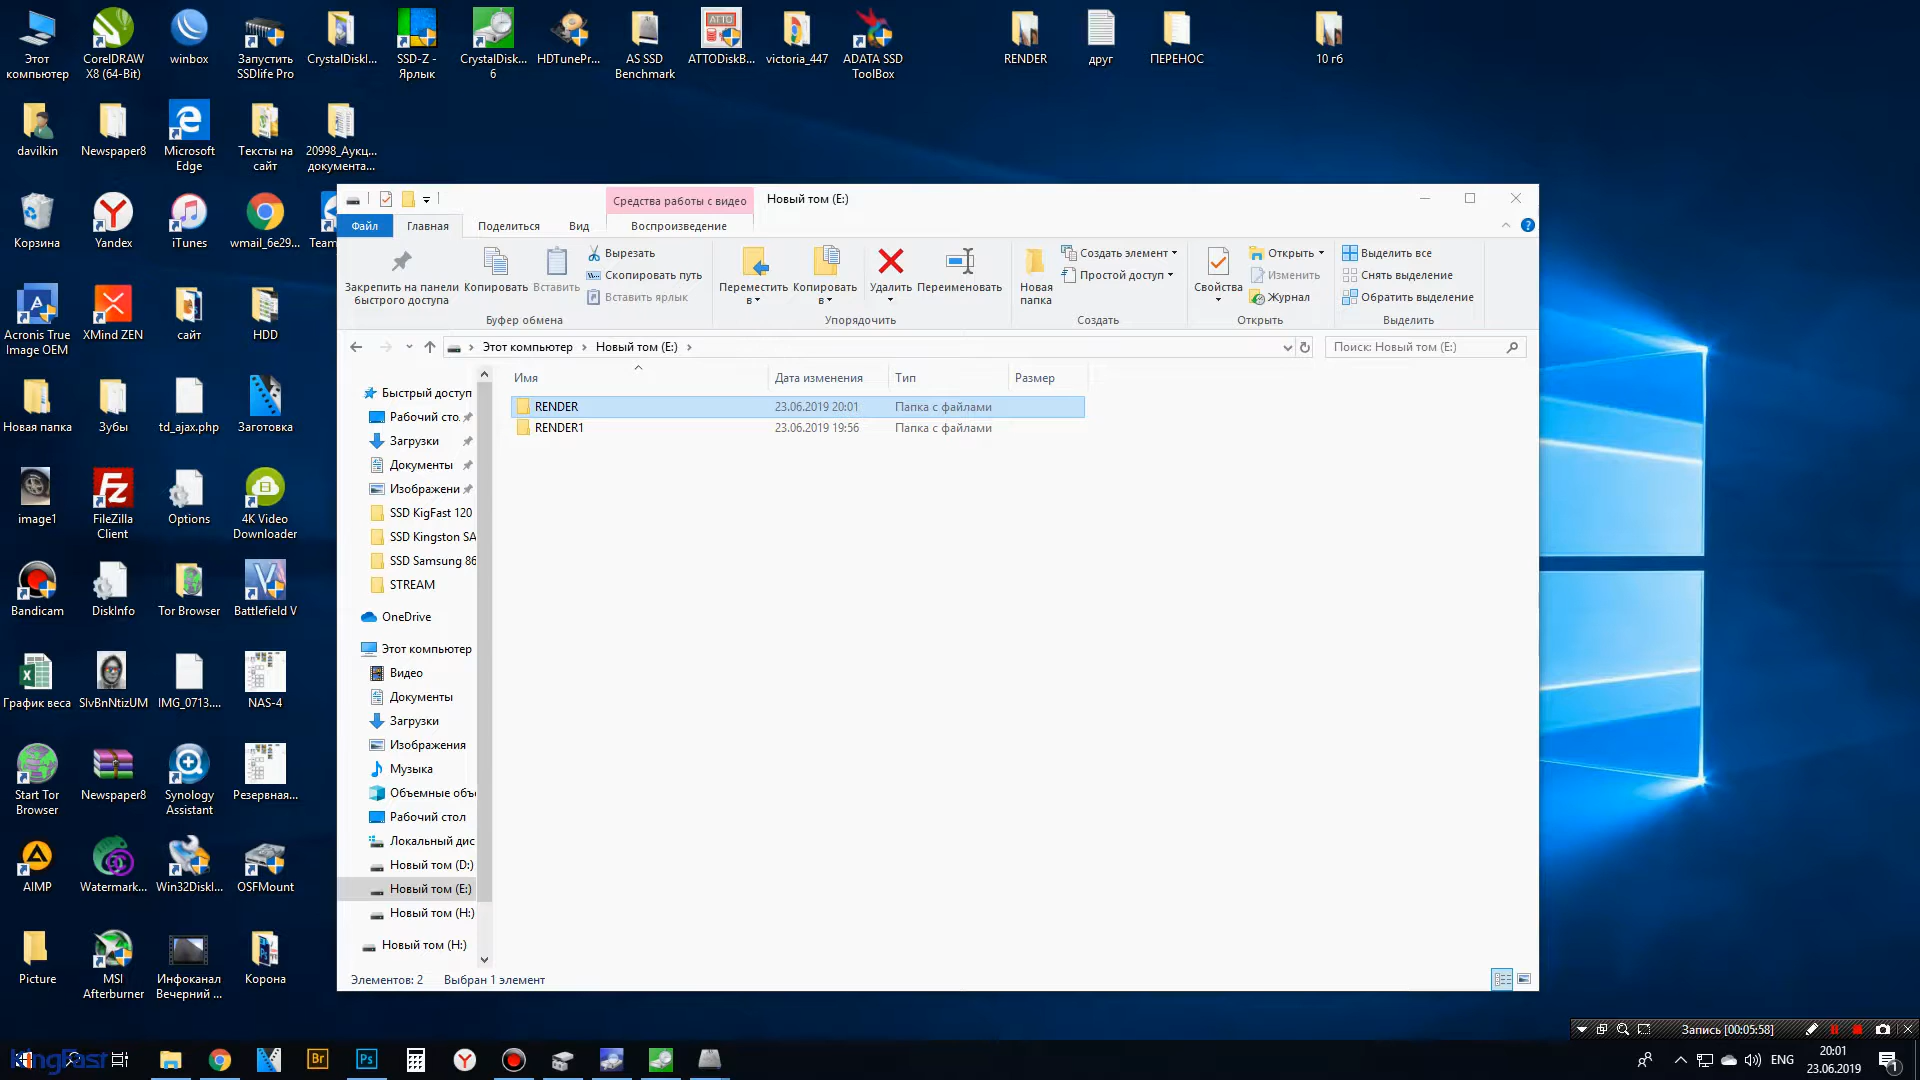 Этот компьютер
CorelDRAW X8 (64-Bit)
winbox
Запустить SSDlife Pro
CrystalDiskI...
SSD-Z - Ярлык
CrystalDisk... 6
HDTunePr...
AS SSD Benchmark
ATTODiskB...
victoria_447
ADATA SSD ToolBox
RENDER
друг
ПЕРЕНОС
10 гб
davilkin
Newspaper8
Microsoft Edge
Тексты на сайт
20998_Аукц... документа...
Корзина
Yandex
iTunes
wmail_6e29...
Team
Acronis True Image OEM
XMind ZEN
сайт
HDD
Новая папка
Зубы
td_ajax.php
Заготовка
image1
FileZilla Client
Options
4K Video Downloader
Bandicam
DiskInfo
Tor Browser
Battlefield V
График веса
SlvBnNtizUM
IMG_0713....
NAS-4
Start Tor Browser
Newspaper8
Synology Assistant
Резервная...
AIMP
Watermark...
Win32DiskI...
OSFMount
Picture
MSI Afterburner
Инфоканал Вечерний ...
Корона
Средства работы с видео
Новый том (E:)
Файл
Главная
Поделиться
Вид
Воспроизведение
Закрепить на панели быстрого доступа
Копировать
Вставить
Вырезать
Скопировать путь
Вставить ярлык
Буфер обмена
Переместить в
Копировать в
Удалить
Переименовать
Упорядочить
Новая папка
Создать элемент
Простой доступ
Создать
Свойства
Открыть
Изменить
Журнал
Открыть
Выделить все
Снять выделение
Обратить выделение
Выделить
Этот компьютер
Новый том (E:)
Поиск: Новый том (E:)
Имя
Дата изменения
Тип
Размер
RENDER 23.06.2019 20:01 Папка с файлами
RENDER1 23.06.2019 19:56 Папка с файлами
Быстрый доступ
Рабочий сто.
Загрузки
Документы
Изображени
SSD KigFast 120
SSD Kingston SA
SSD Samsung 86
STREAM
OneDrive
Этот компьютер
Видео
Документы
Загрузки
Изображения
Музыка
Объемные объе
Рабочий стол
Локальный дис
Новый том (D:)
Новый том (E:)
Новый том (H:)
Новый том (H:)
Элементов: 2
Выбран 1 элемент
Запись [00:05:58]
KingFast
Br
Ps
ENG
20:01
23.06.2019
1